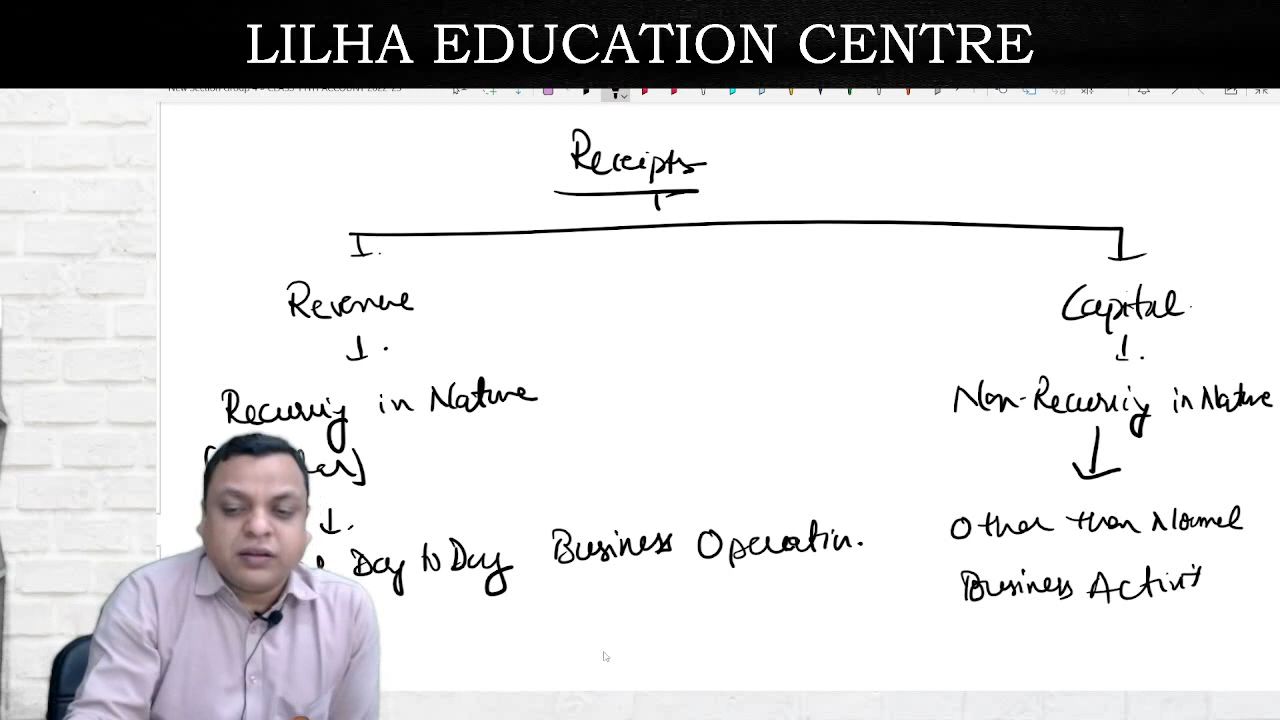 LILHA EDUCATION CENTRE
Receipts
Revenue
Capital
Recurring in Nature
Non-Recurring in Nature
Day to Day Business Operation.
Other than Normal
Business Activi